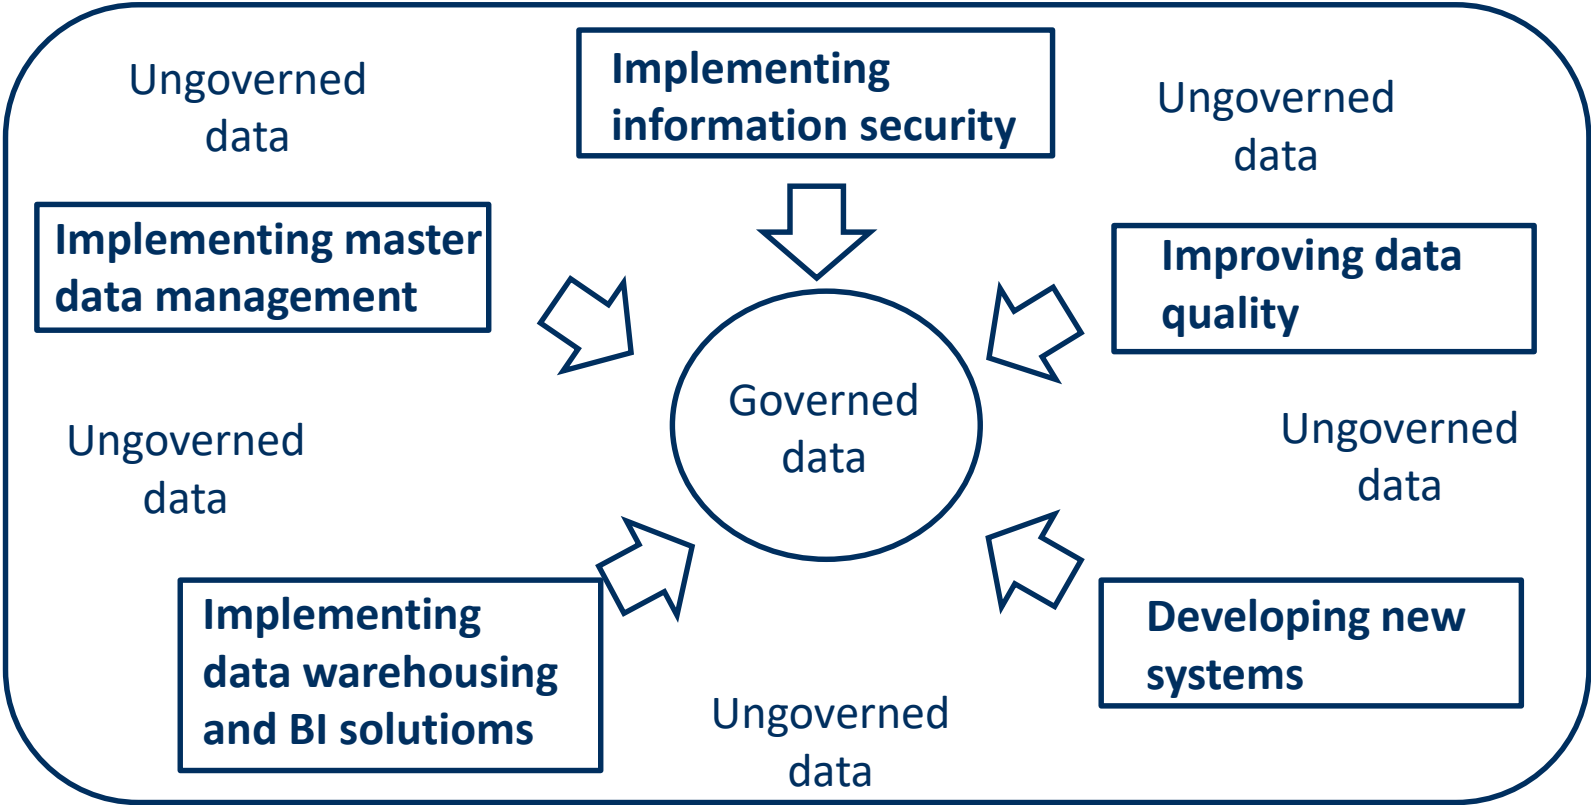 Ungoverned
data
Implementing
information security
Ungoverned
data
Implementing master
data management
Improving data
quality
Governed
data
Ungoverned
data
Ungoverned
data
Implementing
data warehousing
and BI solutioms
Developing new
systems
Ungoverned
data